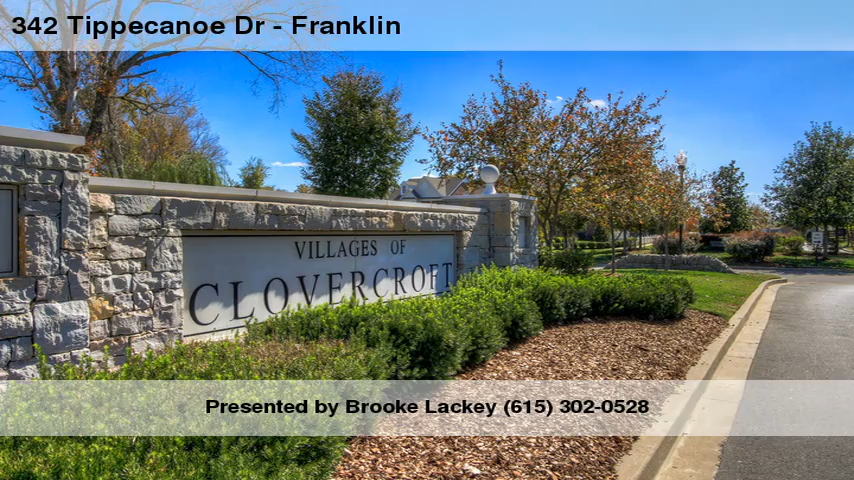 342 Tippecanoe Dr - Franklin
VILLAGES OF
CLOVERCROFT
Presented by Brooke Lackey (615) 302-0528